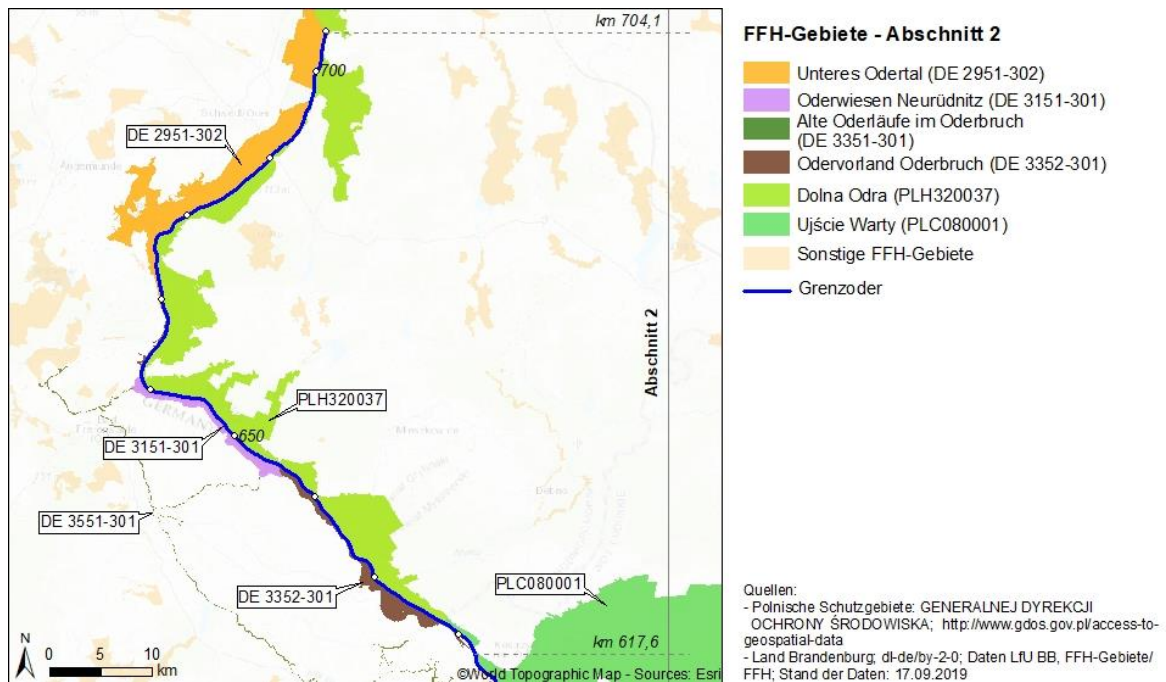 km 704,1
700
DE 2951-302
Abschnitt 2
PLH320037
GERMANY
DE 3151-301
650
DE 3551-301
DE 3352-301
PLC080001
km 617,6
N
0 5 10
km
©World Topographic Map - Sources: Esri
FFH-Gebiete - Abschnitt 2
Unteres Odertal (DE 2951-302)
Oderwiesen Neurüdnitz (DE 3151-301)
Alte Oderläufe im Oderbruch
(DE 3351-301)
Odervorland Oderbruch (DE 3352-301)
Dolna Odra (PLH320037)
Ujście Warty (PLC080001)
Sonstige FFH-Gebiete
Grenzoder
Quellen:
- Polnische Schutzgebiete: GENERALNEJ DYREKCJI
OCHRONY ŚRODOWISKA; http://www.gdos.gov.pl/access-to-
geospatial-data
- Land Brandenburg; dl-de/by-2-0; Daten LfU BB, FFH-Gebiete/
FFH; Stand der Daten: 17.09.2019